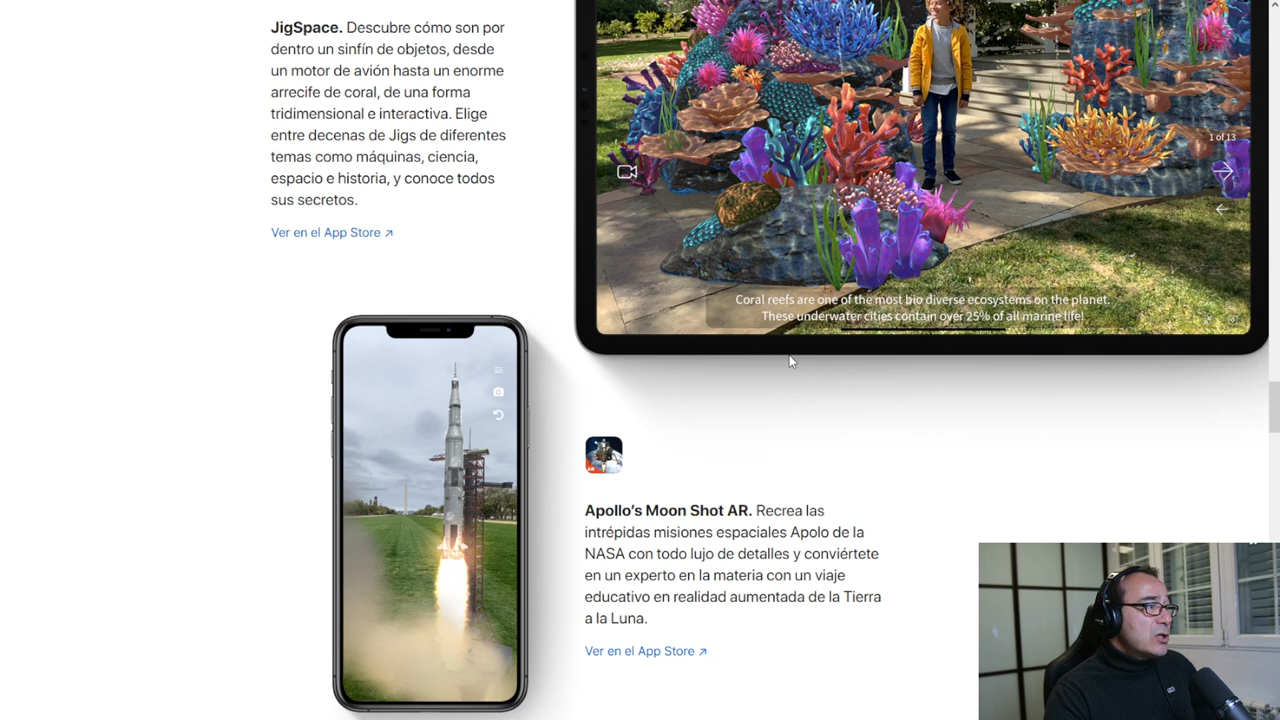 JigSpace. Descubre cómo son por
dentro un sinfín de objetos, desde
un motor de avión hasta un enorme
arrecife de coral, de una forma
tridimensional e interactiva. Elige
entre decenas de Jigs de diferentes
temas como máquinas, ciencia,
espacio e historia, y conoce todos
sus secretos.
Ver en el App Store ↗
1 of 13
Coral reefs are one of the most bio diverse ecosystems on the planet.
These underwater cities contain over 25% of all marine life!
AR
Apollo’s Moon Shot AR. Recrea las
intrépidas misiones espaciales Apolo de la
NASA con todo lujo de detalles y conviértete
en un experto en la materia con un viaje
educativo en realidad aumentada de la Tierra
a la Luna.
Ver en el App Store ↗